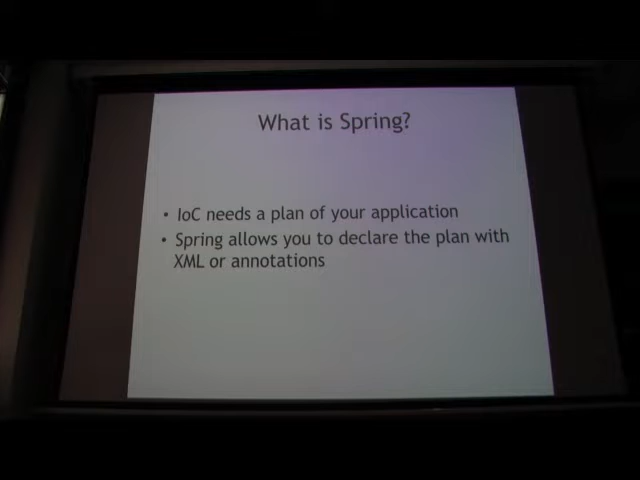 What is Spring?
• IoC needs a plan of your application
• Spring allows you to declare the plan with
XML or annotations